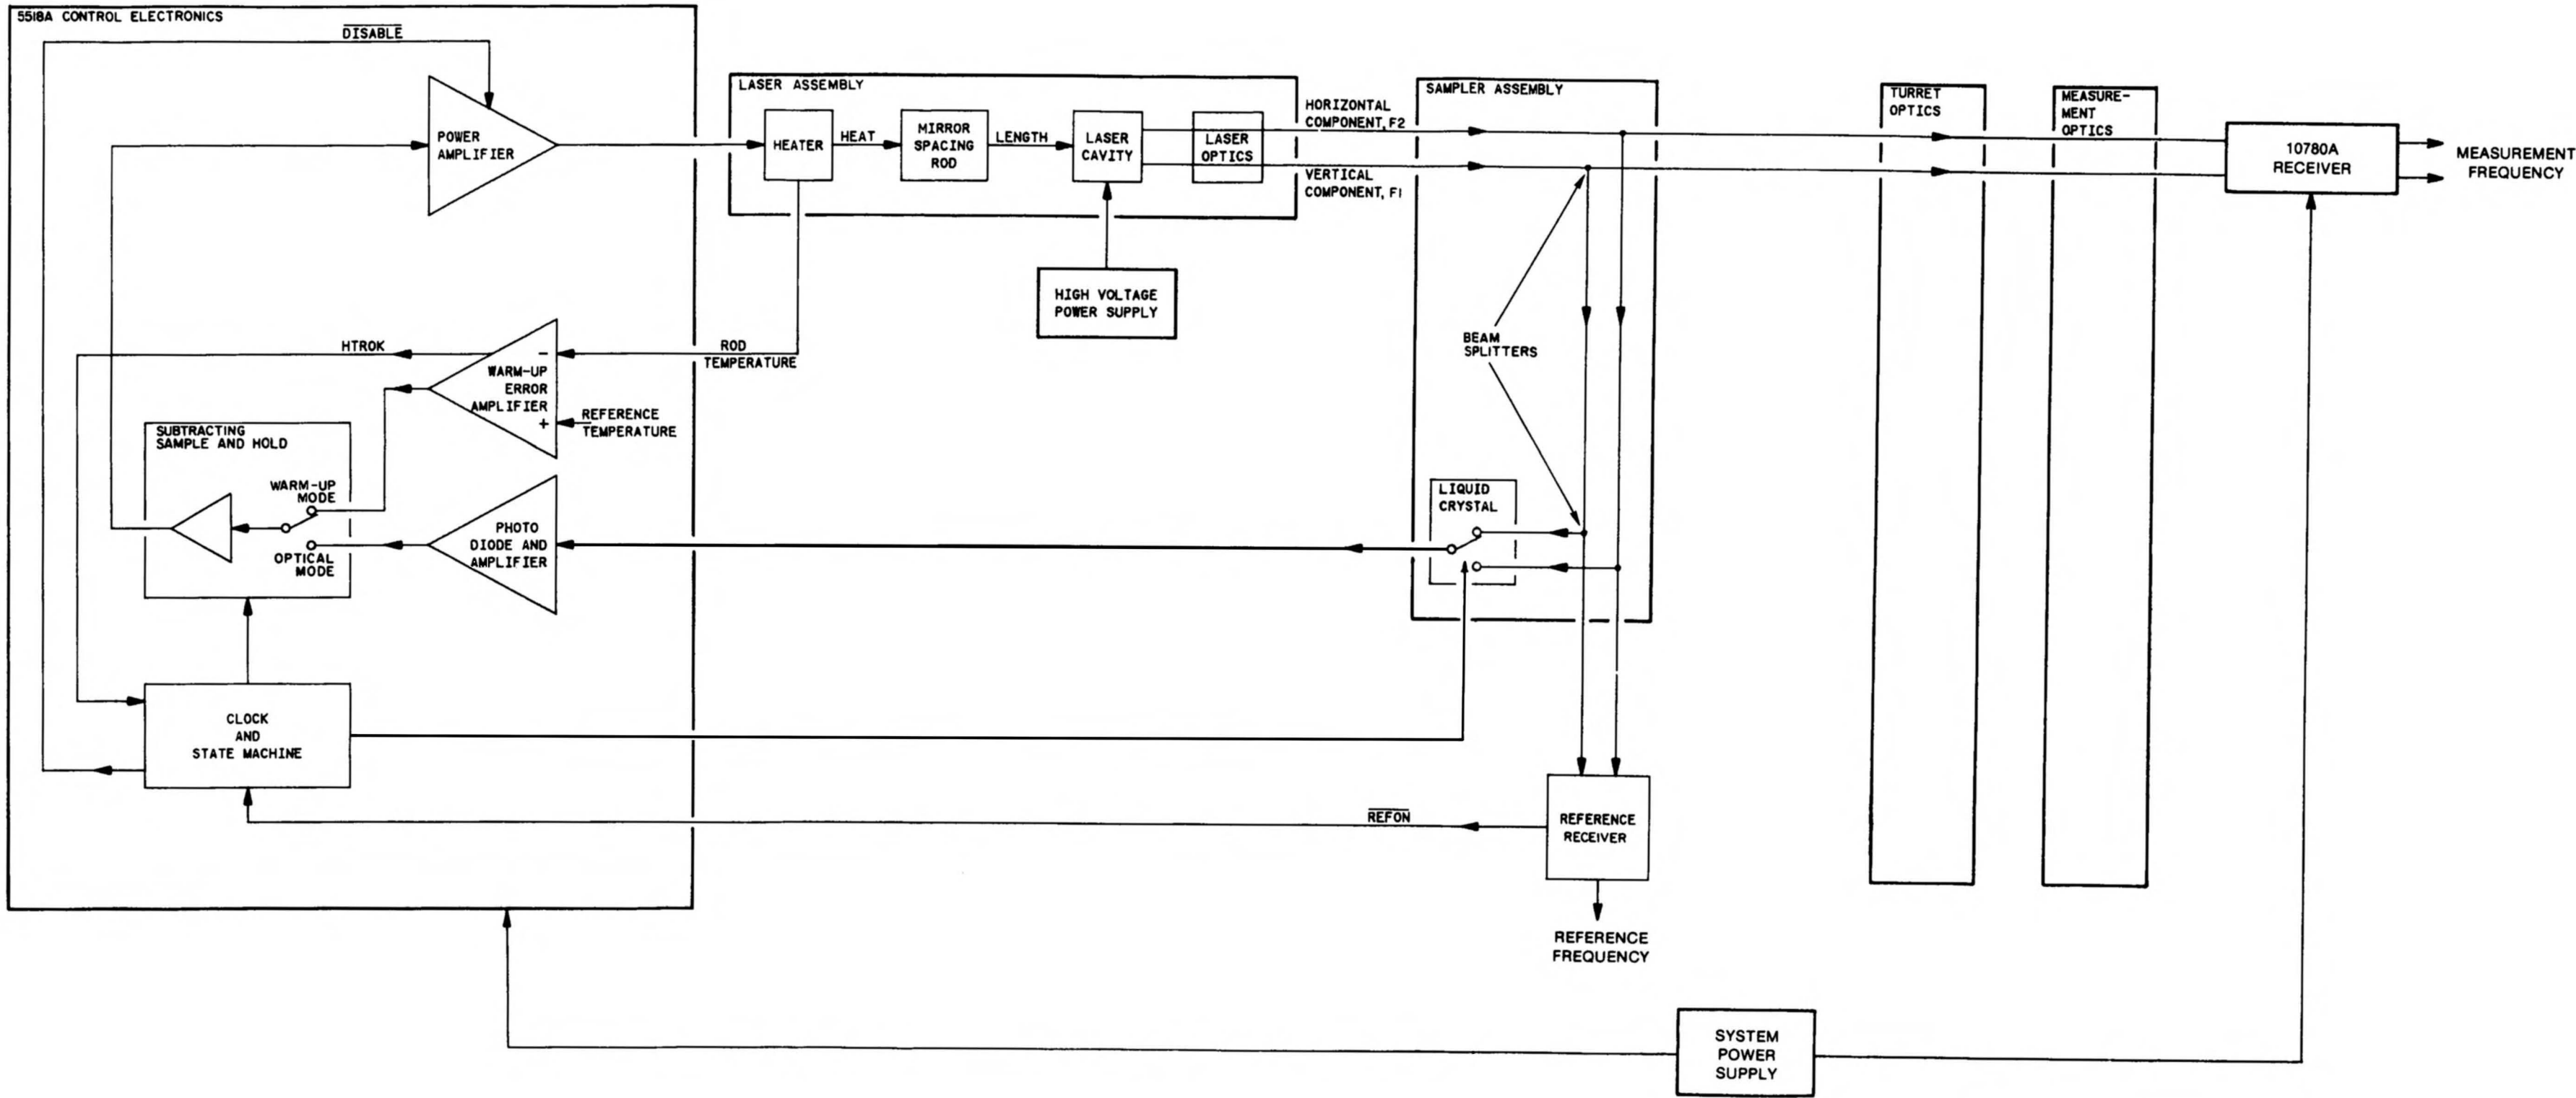 5518A CONTROL ELECTRONICS
DISABLE
POWER
AMPLIFIER
LASER ASSEMBLY
HEATER
HEAT
MIRROR
SPACING
ROD
LENGTH
LASER
CAVITY
LASER
OPTICS
HORIZONTAL
COMPONENT, F2
VERTICAL
COMPONENT, F1
HIGH VOLTAGE
POWER SUPPLY
SAMPLER ASSEMBLY
BEAM
SPLITTERS
LIQUID
CRYSTAL
TURRET
OPTICS
MEASURE-
MENT
OPTICS
10780A
RECEIVER
MEASUREMENT
FREQUENCY
HTROK
ROD
TEMPERATURE
-
WARM-UP
ERROR
AMPLIFIER
+
REFERENCE
TEMPERATURE
SUBTRACTING
SAMPLE AND HOLD
WARM-UP
MODE
OPTICAL
MODE
PHOTO
DIODE AND
AMPLIFIER
CLOCK
AND
STATE MACHINE
REFON
REFERENCE
RECEIVER
REFERENCE
FREQUENCY
SYSTEM
POWER
SUPPLY